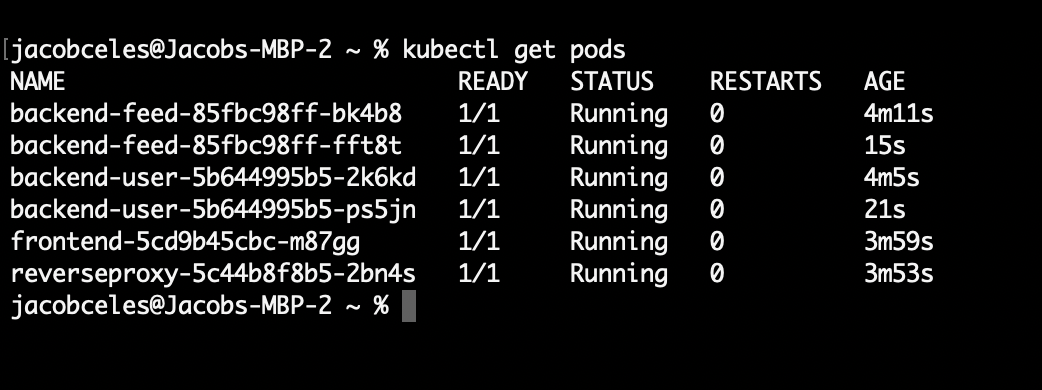 [jacobceles@Jacobs-MBP-2 ~ % kubectl get pods
NAME READY STATUS RESTARTS AGE
backend-feed-85fbc98ff-bk4b8 1/1 Running 0 4m11s
backend-feed-85fbc98ff-fft8t 1/1 Running 0 15s
backend-user-5b644995b5-2k6kd 1/1 Running 0 4m5s
backend-user-5b644995b5-ps5jn 1/1 Running 0 21s
frontend-5cd9b45cbc-m87gg 1/1 Running 0 3m59s
reverseproxy-5c44b8f8b5-2bn4s 1/1 Running 0 3m53s
jacobceles@Jacobs-MBP-2 ~ %